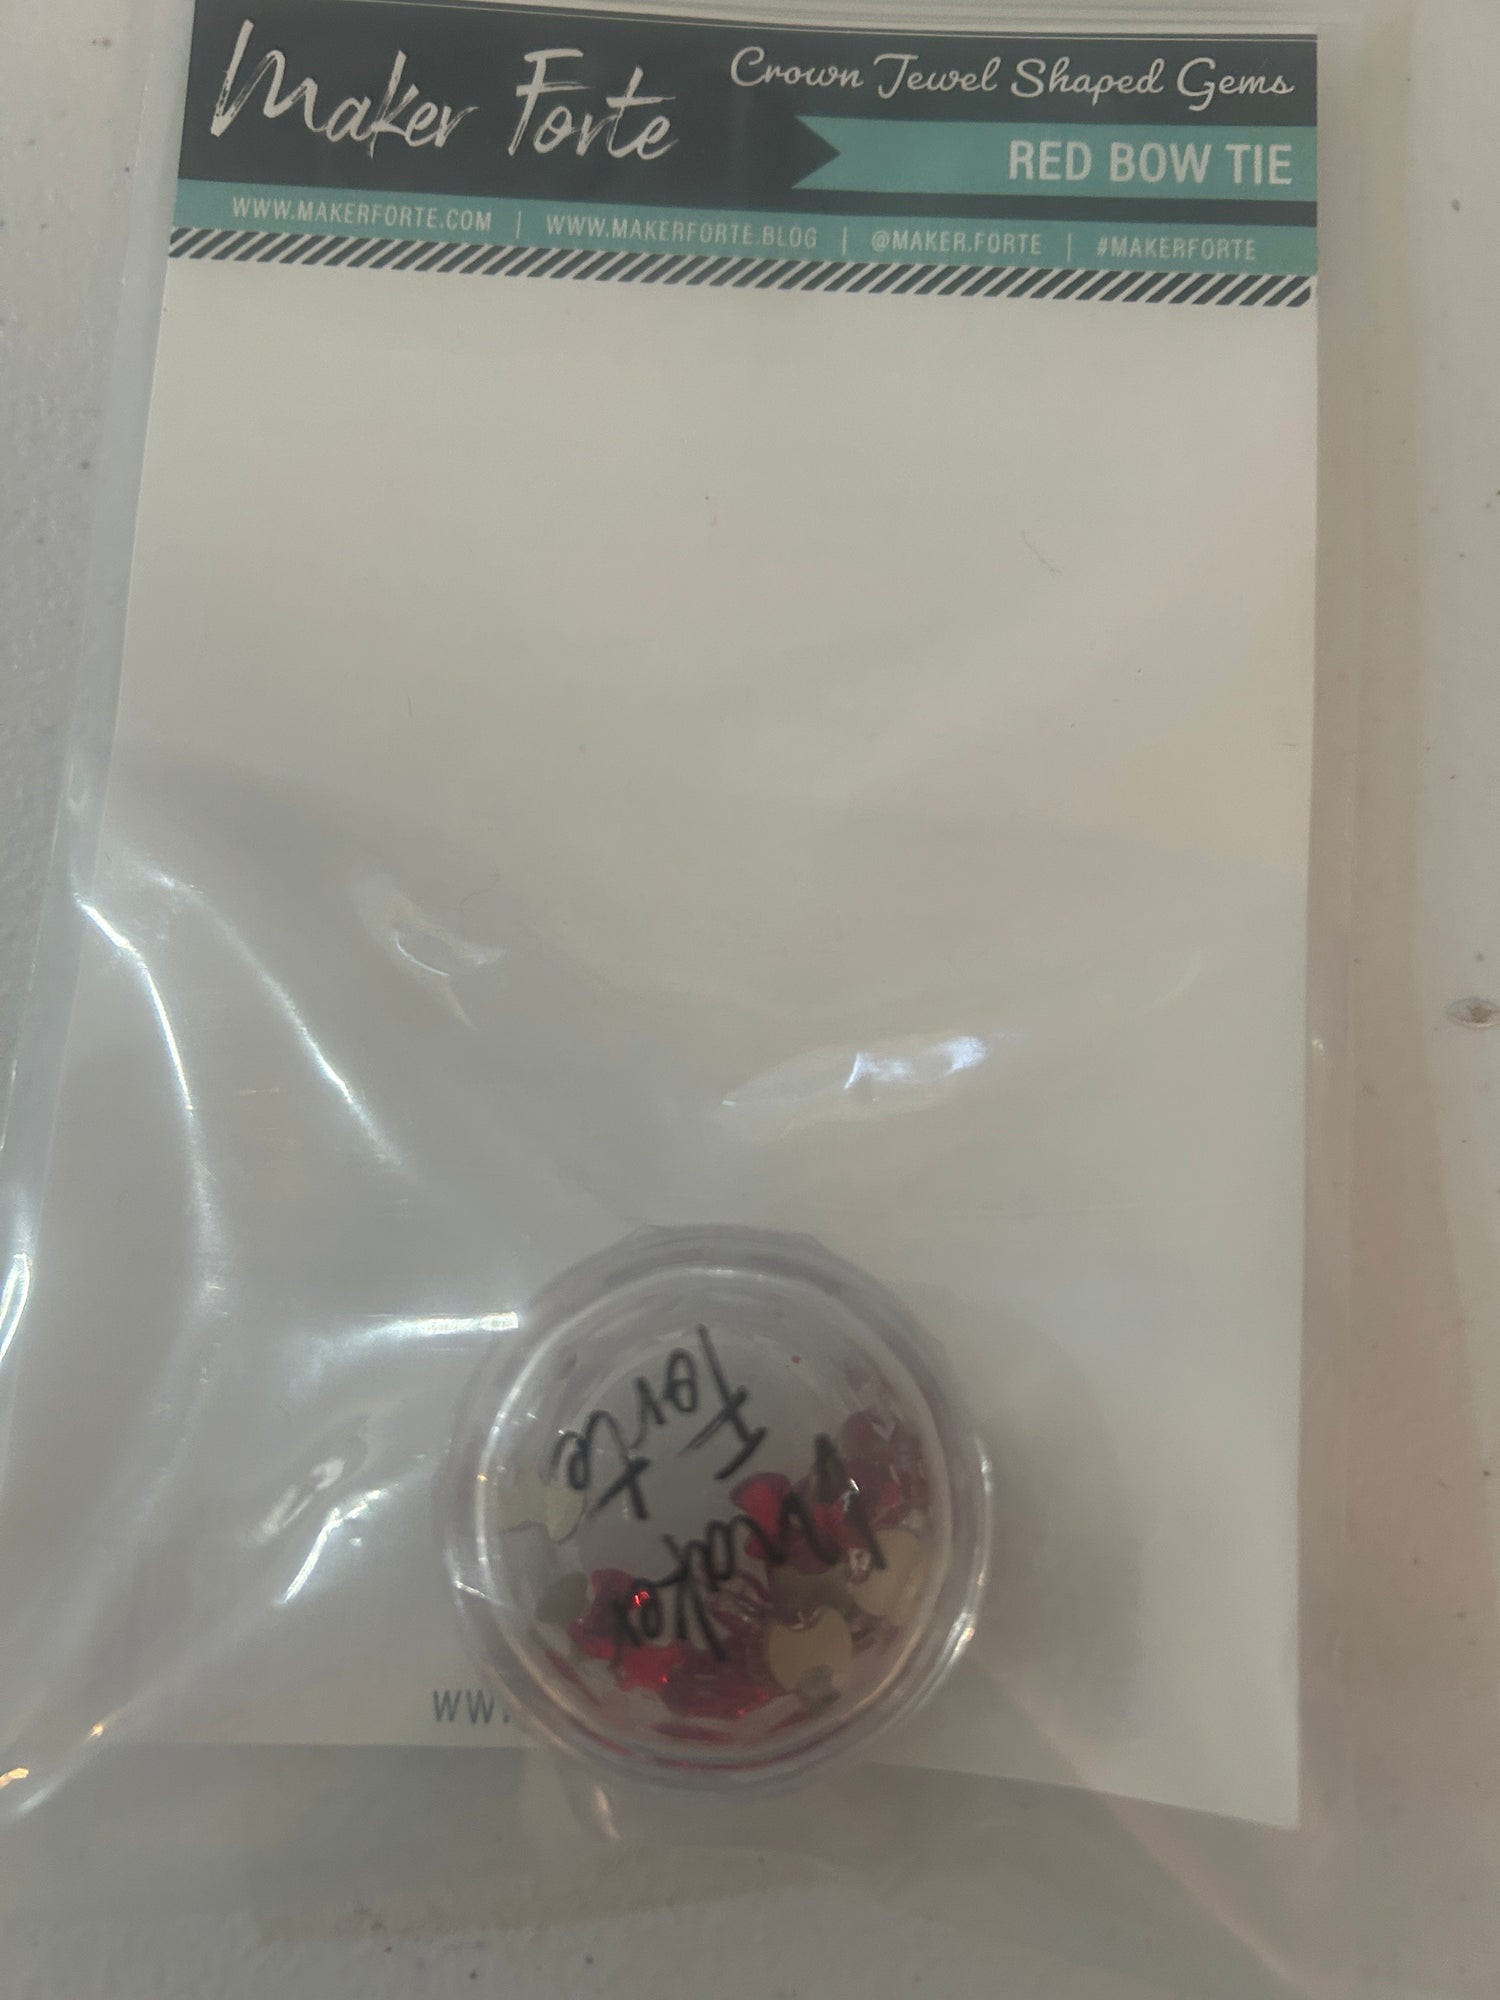 Maker Forte
Crown Jewel Shaped Gems
RED BOW TIE
WWW.MAKERFORTE.COM | WWW.MAKERFORTE.BLOG | @MAKER.FORTE | #MAKERFORTE
Maker
Forte
WW